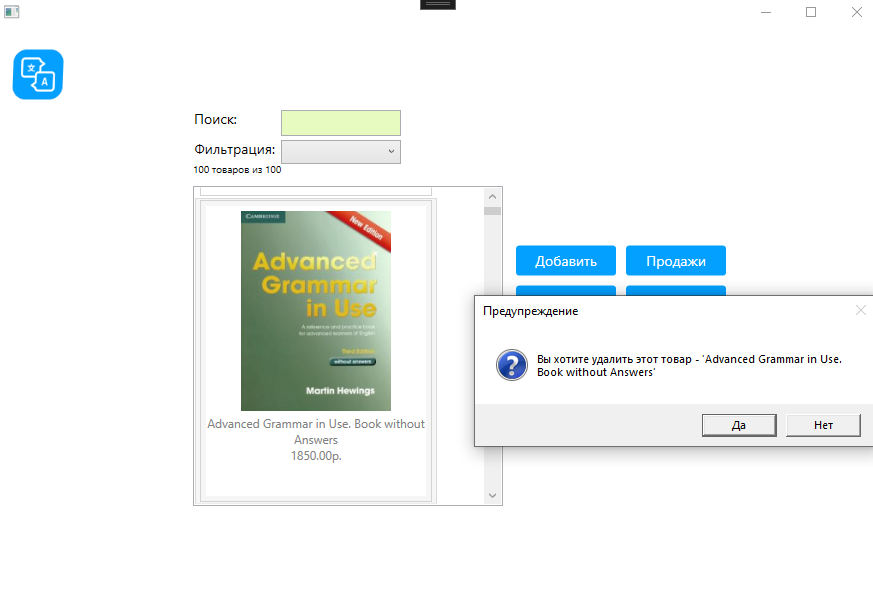 Поиск:
Фильтрация:
100 товаров из 100
CAMBRIDGE
New Edition
Advanced
Grammar
in Use
A reference and practice book
for advanced learners of English
Third Edition
without answers
Martin Hewings
Advanced Grammar in Use. Book without
Answers
1850.00р.
Добавить
Продажи
Предупреждение
Вы хотите удалить этот товар - 'Advanced Grammar in Use.
Book without Answers'
Да
Нет